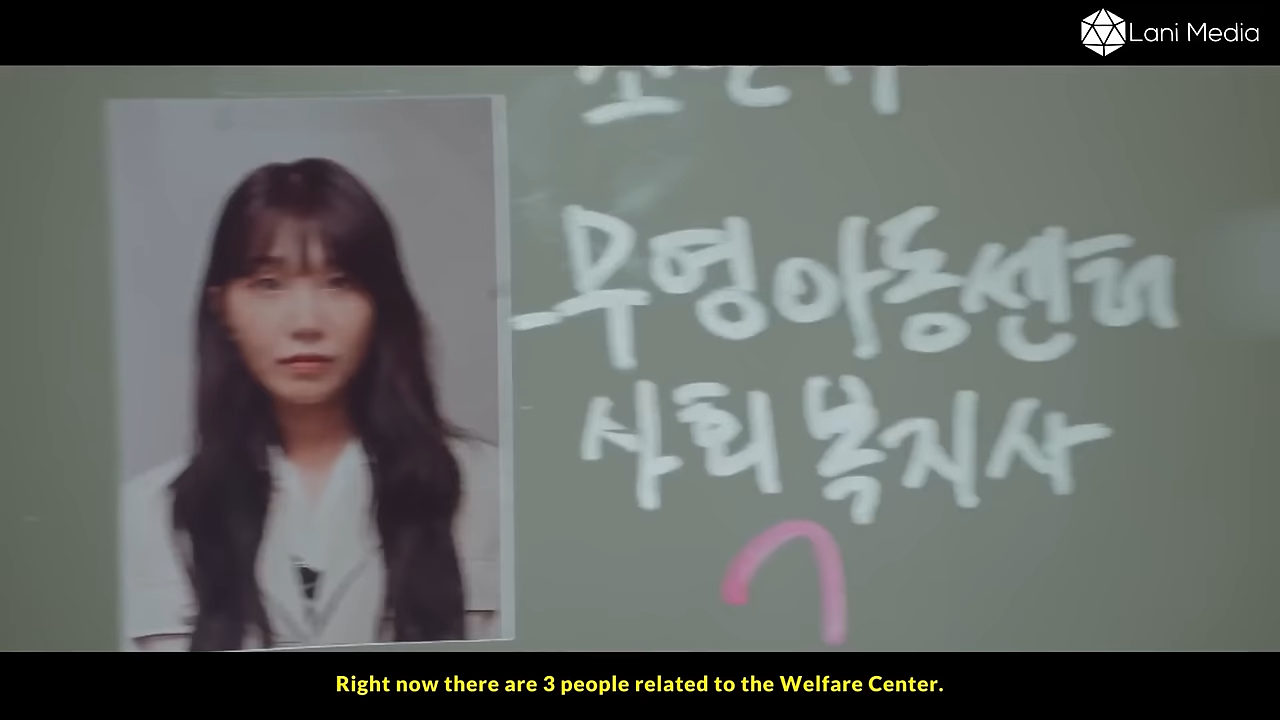 Lani Media
무영아동센터
사회복지사
Right now there are 3 people related to the Welfare Center.